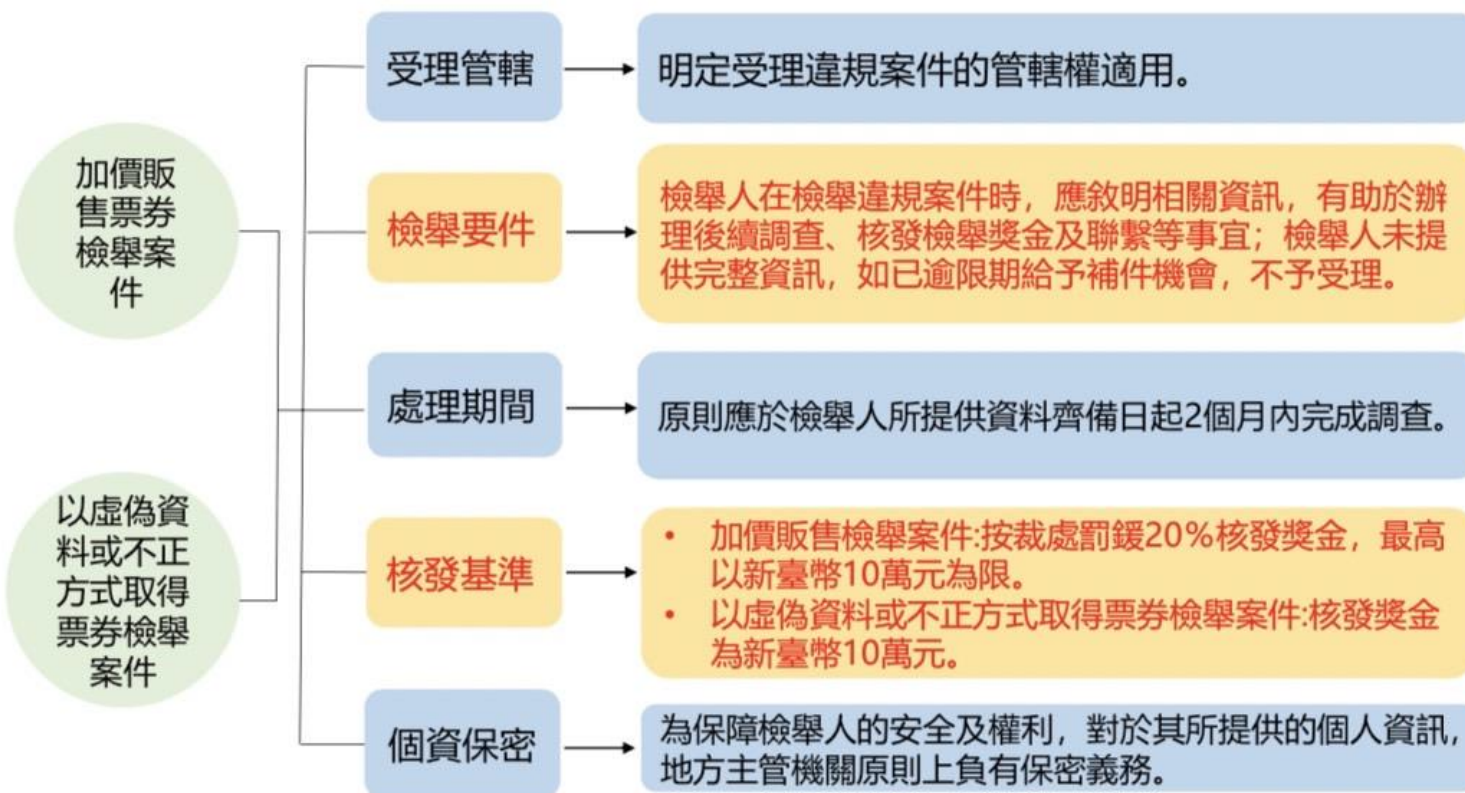 加價販
售票券
檢舉案
件
以虛偽資
料或不正
方式取得
票券檢舉
案件
受理管轄
明定受理違規案件的管轄權適用。
檢舉要件
檢舉人在檢舉違規案件時，應敘明相關資訊，有助於辦
理後續調查、核發檢舉獎金及聯繫等事宜；檢舉人未提
供完整資訊，如已逾限期給予補件機會，不予受理。
處理期間
原則應於檢舉人所提供資料齊備日起2個月內完成調查。
核發基準
• 加價販售檢舉案件:按裁處罰鍰20%核發獎金，最高
以新臺幣10萬元為限。
• 以虛偽資料或不正方式取得票券檢舉案件:核發獎金
為新臺幣10萬元。
個資保密
為保障檢舉人的安全及權利，對於其所提供的個人資訊，
地方主管機關原則上負有保密義務。